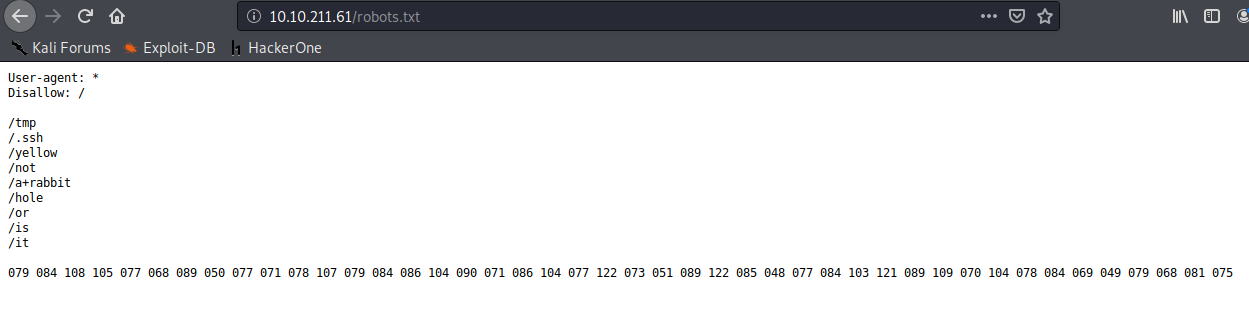 10.10.211.61/robots.txt
Kali Forums Exploit-DB HackerOne
User-agent: *
Disallow: /
/tmp
/.ssh
/yellow
/not
/a+rabbit
/hole
/or
/is
/it
079 084 108 105 077 068 089 050 077 071 078 107 079 084 086 104 090 071 086 104 077 122 073 051 089 122 085 048 077 084 103 121 089 109 070 104 078 084 069 049 079 068 081 075